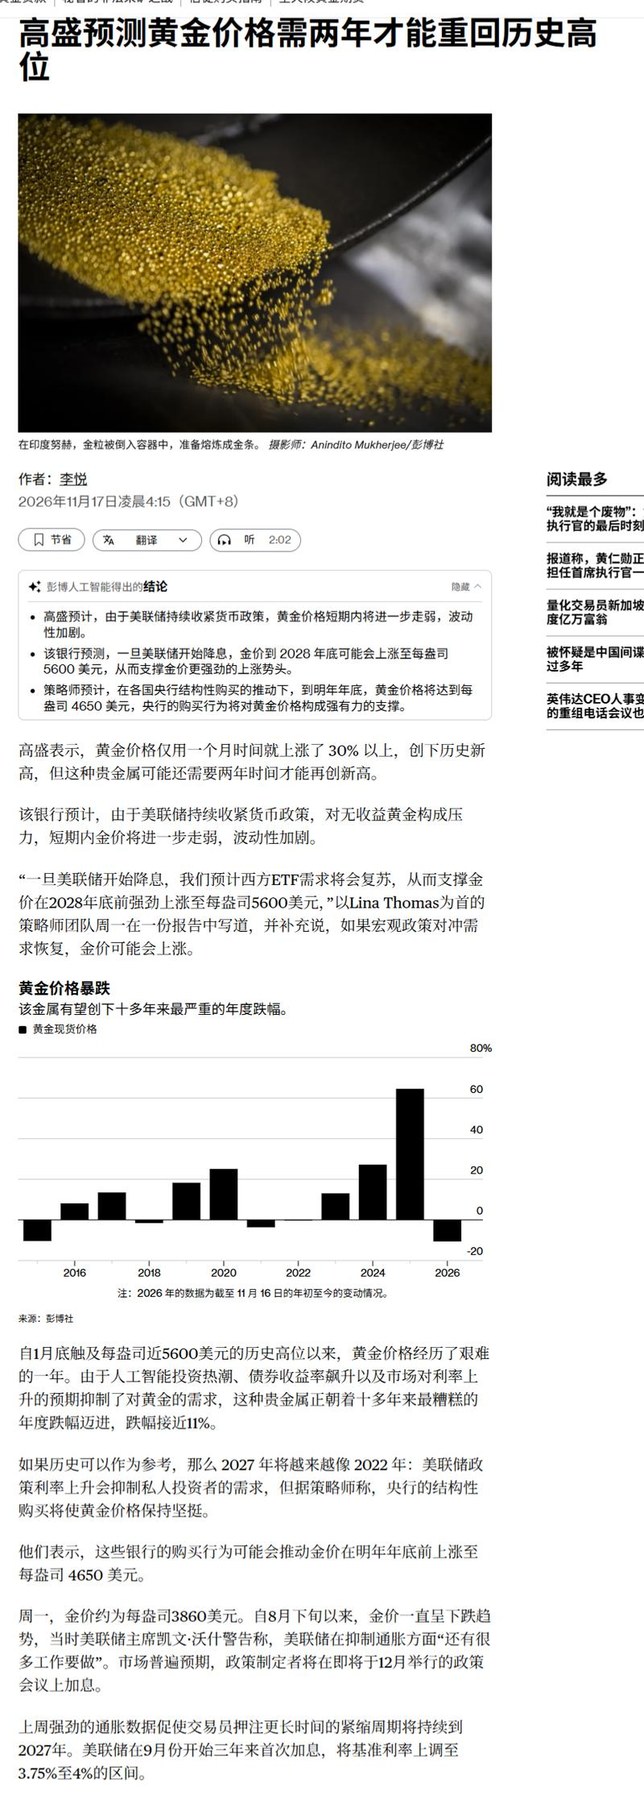 高盛预测黄金价格需两年才能重回历史高
位
在印度努赫，金粒被倒入容器中，准备熔炼成金条。 摄影师：Anindito Mukherjee/彭博社
作者：李悦
2026年11月17日凌晨4:15（GMT+8）
节省 翻译 听 2:02
彭博人工智能得出的结论 隐藏
• 高盛预计，由于美联储持续收紧货币政策，黄金价格短期内将进一步走弱，波动
性加剧。
• 该银行预测，一旦美联储开始降息，金价到 2028 年底可能会上涨至每盎司
5600 美元，从而支撑金价更强劲的上涨势头。
• 策略师预计，在各国央行结构性购买的推动下，到明年年底，黄金价格将达到每
盎司 4650 美元，央行的购买行为将对黄金价格构成强有力的支撑。
阅读最多
“我就是个废物”：
执行官的最后时刻
报道称，黄仁勋正
担任首席执行官一
量化交易员新加坡
度亿万富翁
被怀疑是中国间谍
过多年
英伟达CEO人事变
的重组电话会议也
高盛表示，黄金价格仅用一个月时间就上涨了 30% 以上，创下历史新
高，但这种贵金属可能还需要两年时间才能再创新高。
该银行预计，由于美联储持续收紧货币政策，对无收益黄金构成压
力，短期内金价将进一步走弱，波动性加剧。
“一旦美联储开始降息，我们预计西方ETF需求将会复苏，从而支撑金
价在2028年底前强劲上涨至每盎司5600美元，”以Lina Thomas为首的
策略师团队周一在一份报告中写道，并补充说，如果宏观政策对冲需
求恢复，金价可能会上涨。
黄金价格暴跌
该金属有望创下十多年来最严重的年度跌幅。
黄金现货价格
80%
60
40
20
0
-20
2016 2018 2020 2022 2024 2026
注：2026 年的数据为截至 11 月 16 日的年初至今的变动情况。
来源：彭博社
自1月底触及每盎司近5600美元的历史高位以来，黄金价格经历了艰难
的一年。由于人工智能投资热潮、债券收益率飙升以及市场对利率上
升的预期抑制了对黄金的需求，这种贵金属正朝着十多年来最糟糕的
年度跌幅迈进，跌幅接近11%。
如果历史可以作为参考，那么 2027 年将越来越像 2022 年：美联储政
策利率上升会抑制私人投资者的需求，但据策略师称，央行的结构性
购买将使黄金价格保持坚挺。
他们表示，这些银行的购买行为可能会推动金价在明年年底前上涨至
每盎司 4650 美元。
周一，金价约为每盎司3860美元。自8月下旬以来，金价一直呈下跌趋
势，当时美联储主席凯文·沃什警告称，美联储在抑制通胀方面“还有很
多工作要做”。市场普遍预期，政策制定者将在即将于12月举行的政策
会议上加息。
上周强劲的通胀数据促使交易员押注更长时间的紧缩周期将持续到
2027年。美联储在9月份开始三年来首次加息，将基准利率上调至
3.75%至4%的区间。